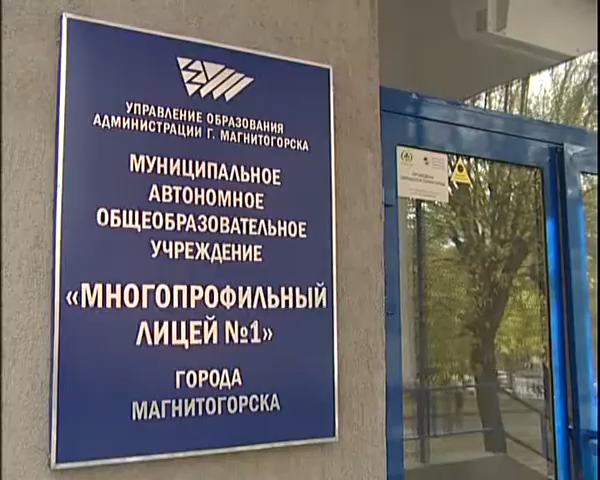 УПРАВЛЕНИЕ ОБРАЗОВАНИЯ
АДМИНИСТРАЦИИ Г. МАГНИТОГОРСКА
МУНИЦИПАЛЬНОЕ
АВТОНОМНОЕ
ОБЩЕОБРАЗОВАТЕЛЬНОЕ
УЧРЕЖДЕНИЕ
«МНОГОПРОФИЛЬНЫЙ
ЛИЦЕЙ №1»
ГОРОДА
МАГНИТОГОРСКА